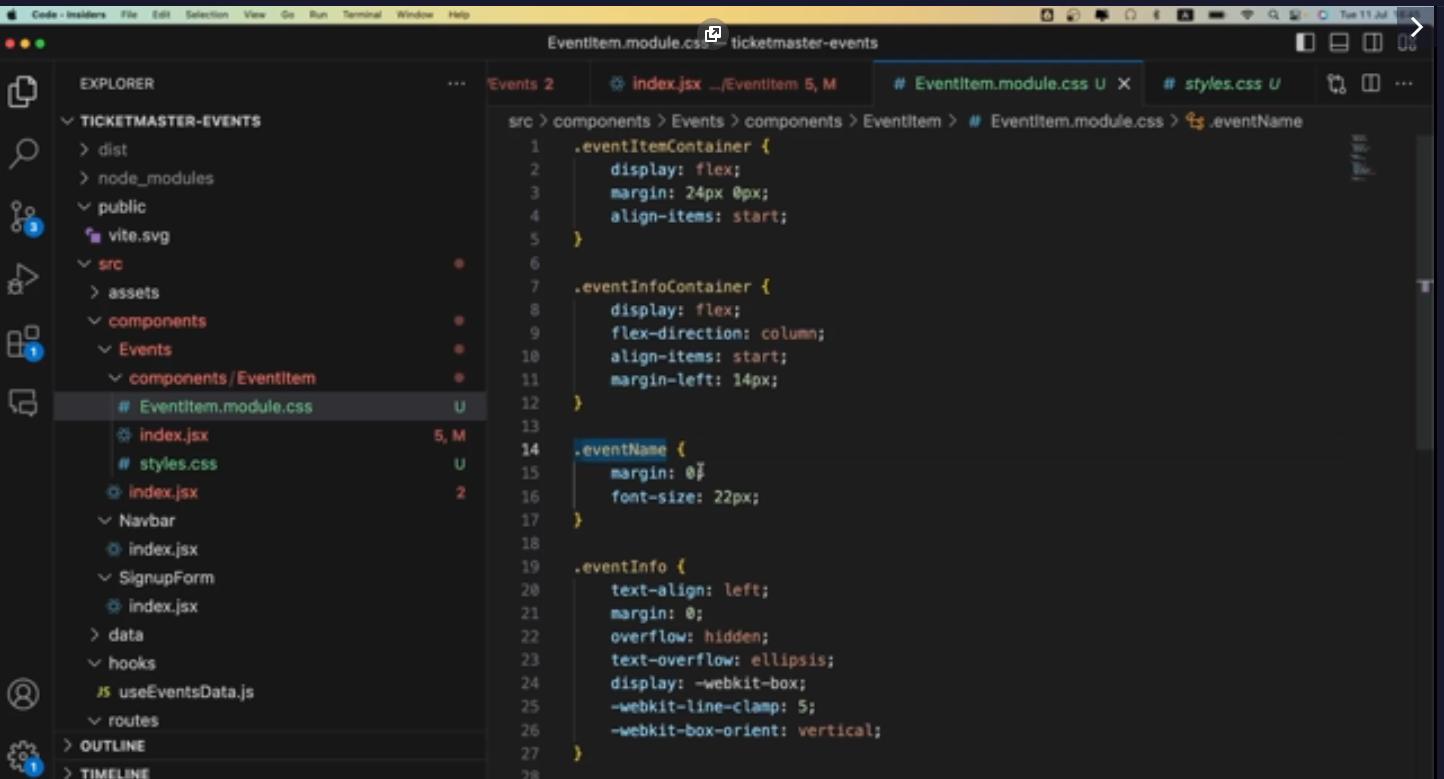 Code - Insiders File Edit Selection View Go Run Terminal Window Help
Tue 11 Jul
EventItem.module.css — ticketmaster-events
EXPLORER
Events 2
index.jsx .../EventItem 5, M
# EventItem.module.css U
# styles.css U
TICKETMASTER-EVENTS
src > components > Events > components > EventItem > # EventItem.module.css > .eventName
dist
node_modules
public
vite.svg
src
assets
components
Events
components / EventItem
# EventItem.module.css U
index.jsx 5, M
# styles.css U
index.jsx 2
Navbar
index.jsx
SignupForm
index.jsx
data
hooks
JS useEventsData.js
routes
OUTLINE
TIMELINE
3
1
1
1 .eventItemContainer {
2 display: flex;
3 margin: 24px 0px;
4 align-items: start;
5 }
6
7 .eventInfoContainer {
8 display: flex;
9 flex-direction: column;
10 align-items: start;
11 margin-left: 14px;
12 }
13
14 .eventName {
15 margin: 0;
16 font-size: 22px;
17 }
18
19 .eventInfo {
20 text-align: left;
21 margin: 0;
22 overflow: hidden;
23 text-overflow: ellipsis;
24 display: -webkit-box;
25 -webkit-line-clamp: 5;
26 -webkit-box-orient: vertical;
27 }
28